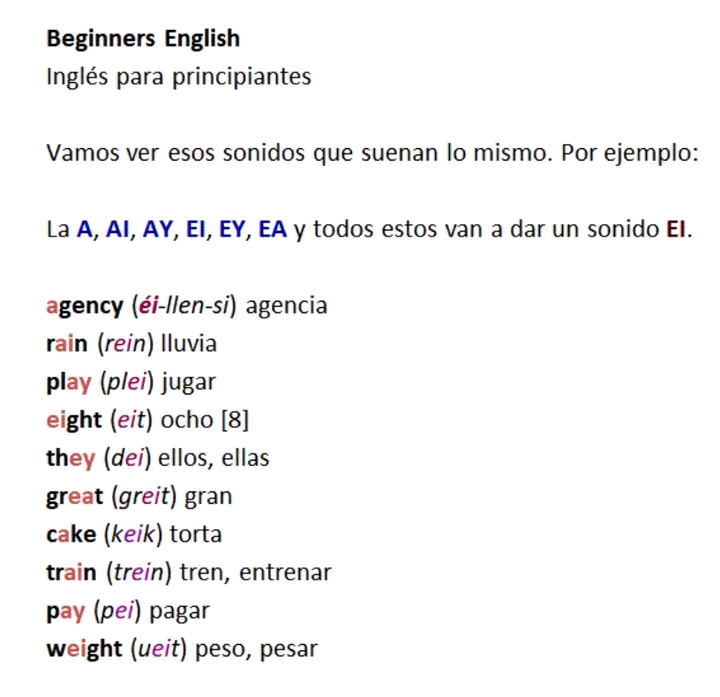 Beginners English
Inglés para principiantes
Vamos ver esos sonidos que suenan lo mismo. Por ejemplo:
La A, AI, AY, EI, EY, EA y todos estos van a dar un sonido EI.
agency (éi-llen-si) agencia
rain (rein) lluvia
play (plei) jugar
eight (eit) ocho [8]
they (dei) ellos, ellas
great (greit) gran
cake (keik) torta
train (trein) tren, entrenar
pay (pei) pagar
weight (ueit) peso, pesar